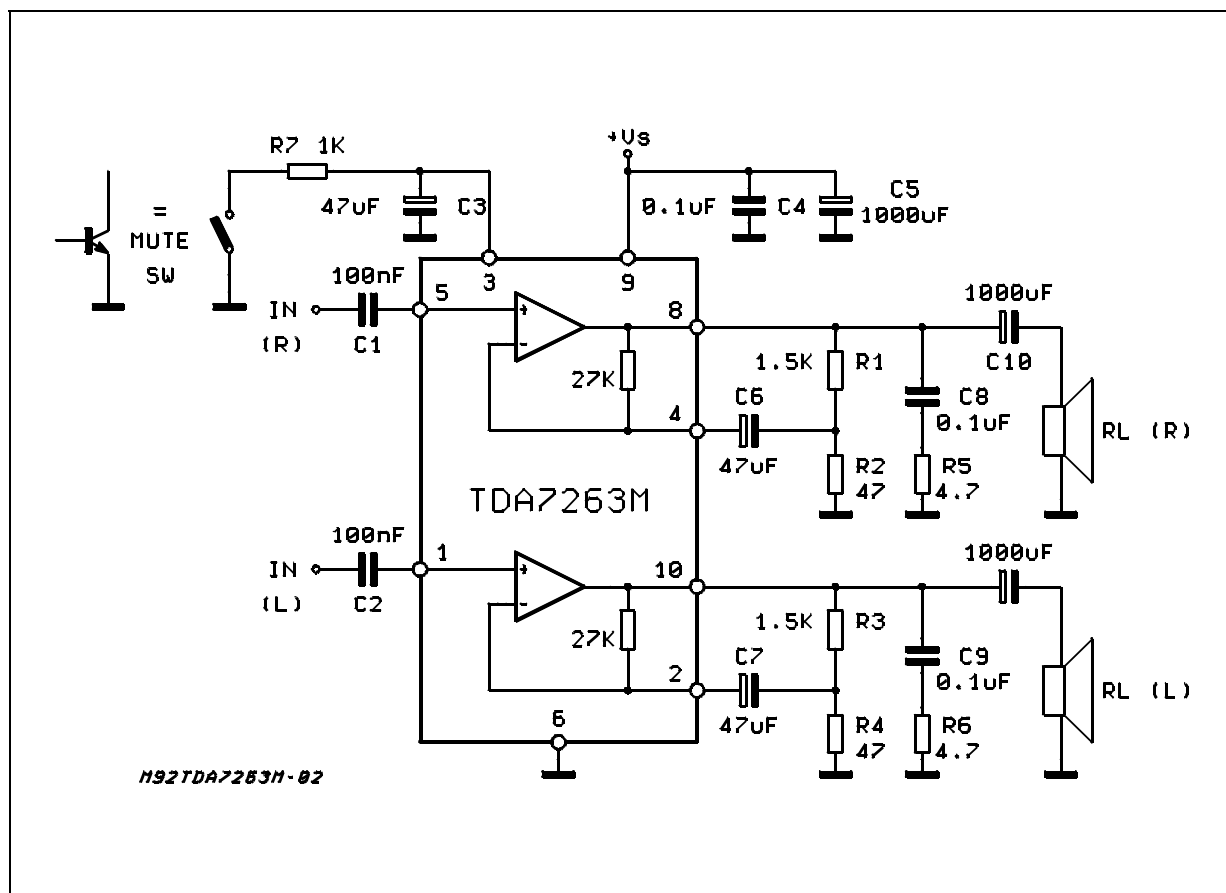 +Vs
R7 1K
47uF C3
0.1uF C4
C5
1000uF
=
MUTE
SW
3
9
100nF
IN
(R)
C1
5
8
1000uF
C10
27K
1.5K R1
4
C6
47uF
C8
0.1uF
R2
47
R5
4.7
RL (R)
TDA7263M
100nF
IN
(L)
C2
1
10
1000uF
27K
1.5K R3
2
C7
47uF
C9
0.1uF
R4
47
R6
4.7
RL (L)
6
M92TDA7263M-02